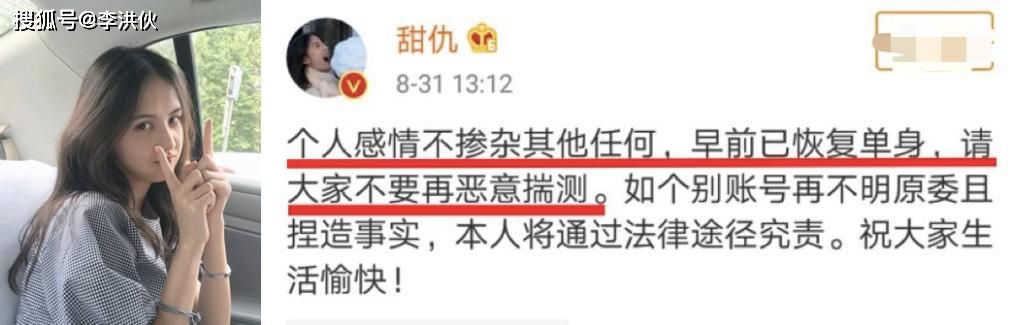 搜狐号@李洪伙
甜仇
8-31 13:12
个人感情不掺杂其他任何，早前已恢复单身，请
大家不要再恶意揣测。如个别账号再不明原委且
捏造事实，本人将通过法律途径究责。祝大家生
活愉快！